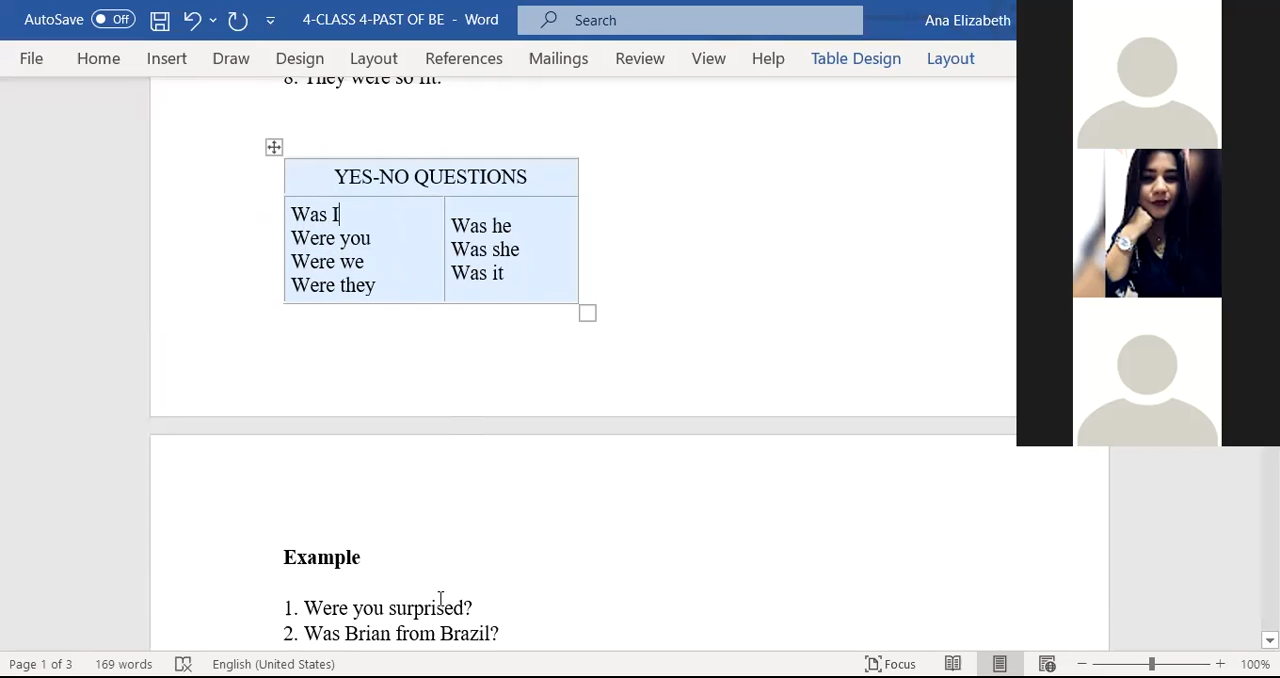 AutoSave Off 4-CLASS 4-PAST OF BE - Word Search Ana Elizabeth
File Home Insert Draw Design Layout References Mailings Review View Help Table Design Layout
8. They were so fit.
YES-NO QUESTIONS
Was I
Were you
Were we
Were they
Was he
Was she
Was it
Example
1. Were you surprised?
2. Was Brian from Brazil?
Page 1 of 3 169 words English (United States) Focus 100%